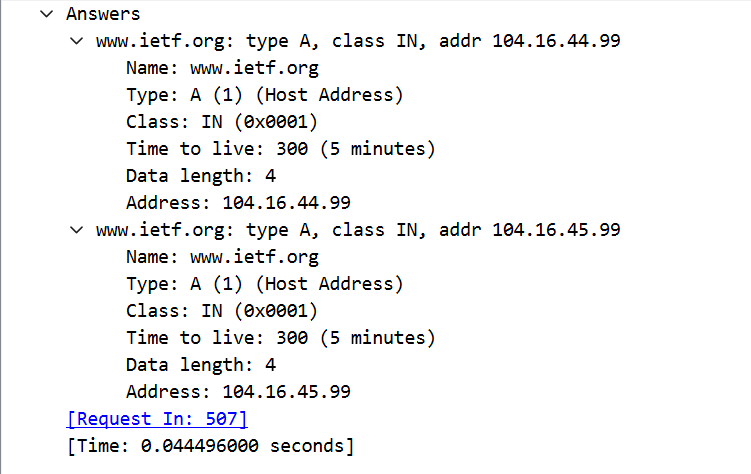 Answers
www.ietf.org: type A, class IN, addr 104.16.44.99
Name: www.ietf.org
Type: A (1) (Host Address)
Class: IN (0x0001)
Time to live: 300 (5 minutes)
Data length: 4
Address: 104.16.44.99
www.ietf.org: type A, class IN, addr 104.16.45.99
Name: www.ietf.org
Type: A (1) (Host Address)
Class: IN (0x0001)
Time to live: 300 (5 minutes)
Data length: 4
Address: 104.16.45.99
[Request In: 507]
[Time: 0.044496000 seconds]